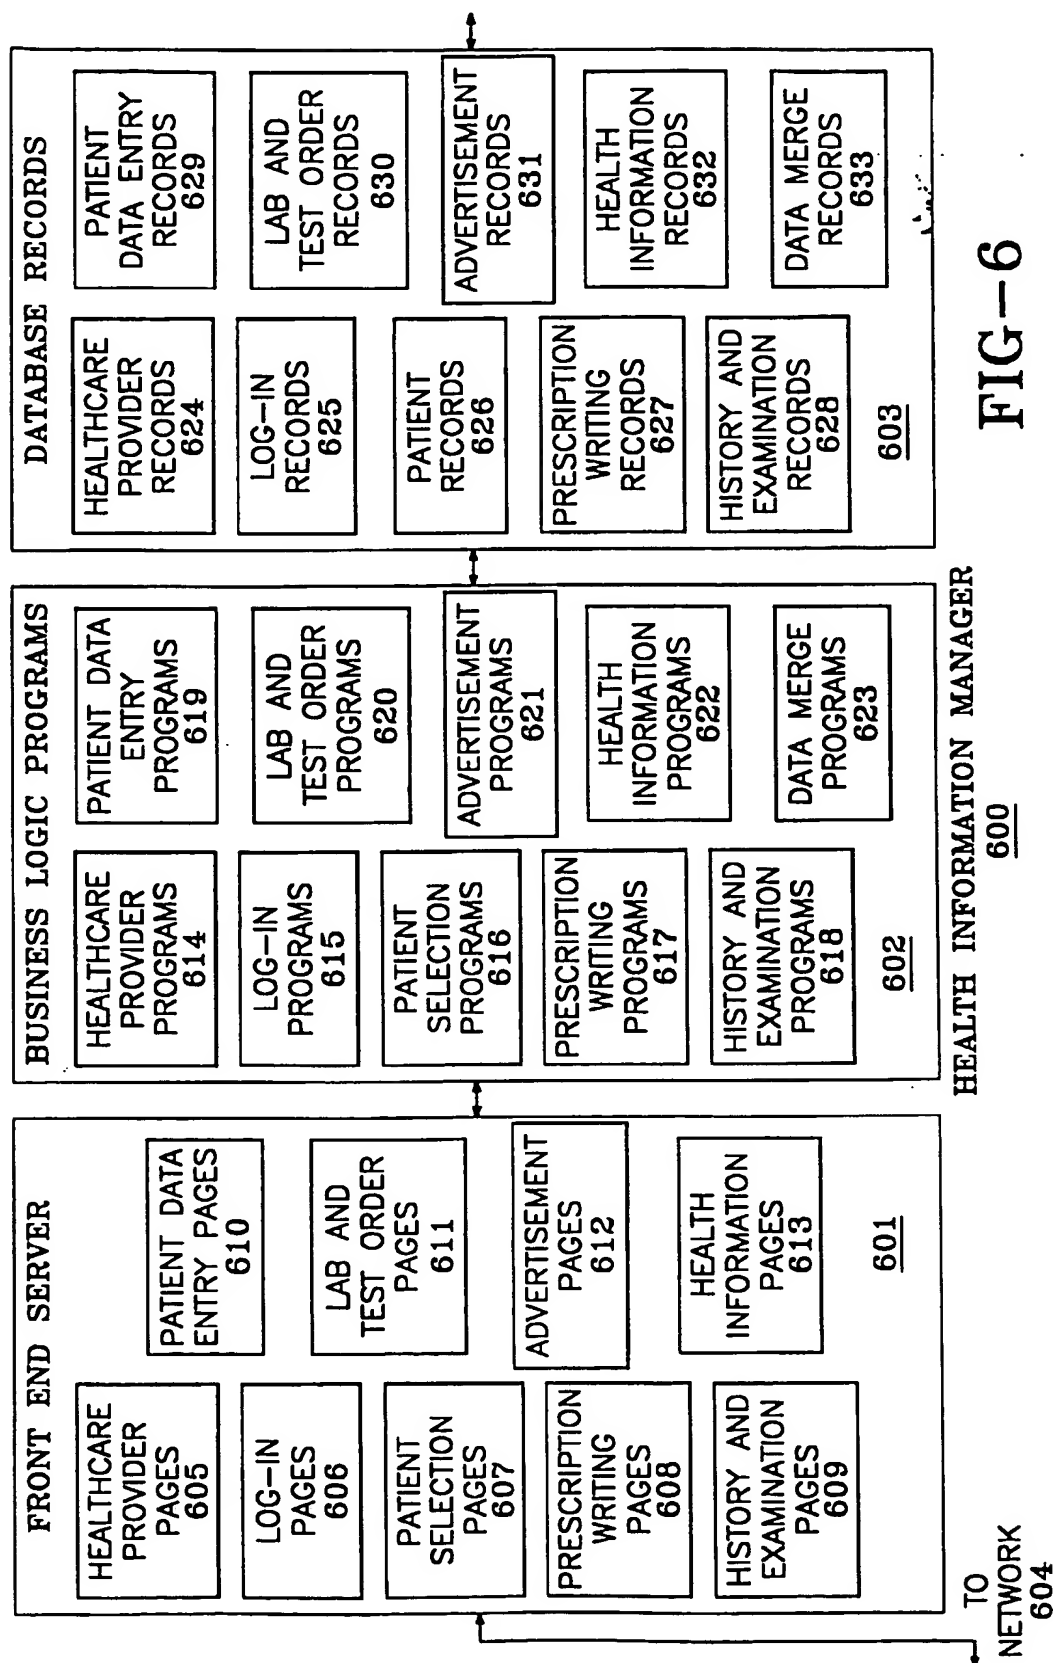 FRONT END SERVER
HEALTHCARE
PROVIDER
PAGES
605
LOG-IN
PAGES
606
PATIENT
SELECTION
PAGES
607
PRESCRIPTION
WRITING
PAGES
608
HISTORY AND
EXAMINATION
PAGES
609
PATIENT DATA
ENTRY PAGES
610
LAB AND
TEST ORDER
PAGES
611
ADVERTISEMENT
PAGES
612
HEALTH
INFORMATION
PAGES
613
601
TO
NETWORK
604
BUSINESS LOGIC PROGRAMS
HEALTHCARE
PROVIDER
PROGRAMS
614
LOG-IN
PROGRAMS
615
PATIENT
SELECTION
PROGRAMS
616
PRESCRIPTION
WRITING
PROGRAMS
617
HISTORY AND
EXAMINATION
PROGRAMS
618
PATIENT DATA
ENTRY
PROGRAMS
619
LAB AND
TEST ORDER
PROGRAMS
620
ADVERTISEMENT
PROGRAMS
621
HEALTH
INFORMATION
PROGRAMS
622
DATA MERGE
PROGRAMS
623
602
DATABASE RECORDS
HEALTHCARE
PROVIDER
RECORDS
624
LOG-IN
RECORDS
625
PATIENT
RECORDS
626
PRESCRIPTION
WRITING
RECORDS
627
HISTORY AND
EXAMINATION
RECORDS
628
PATIENT
DATA ENTRY
RECORDS
629
LAB AND
TEST ORDER
RECORDS
630
ADVERTISEMENT
RECORDS
631
HEALTH
INFORMATION
RECORDS
632
DATA MERGE
RECORDS
633
603
HEALTH INFORMATION MANAGER
600
FIG-6